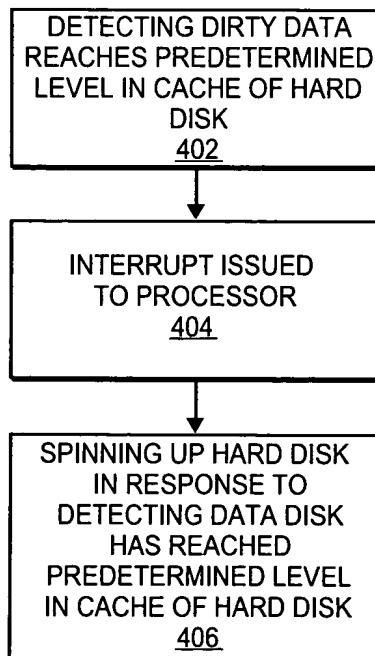 DETECTING DIRTY DATA
REACHES PREDETERMINED
LEVEL IN CACHE OF HARD
DISK
402
INTERRUPT ISSUED
TO PROCESSOR
404
SPINNING UP HARD DISK
IN RESPONSE TO
DETECTING DATA DISK
HAS REACHED
PREDETERMINED LEVEL
IN CACHE OF HARD DISK
406